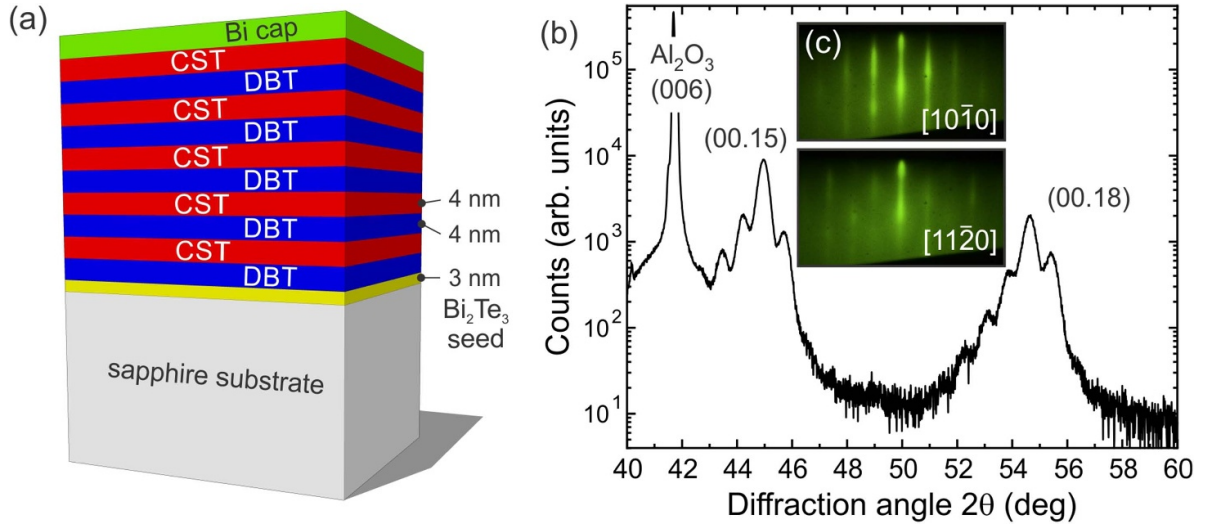 (a)
Bi cap
CST
DBT
CST
DBT
CST
DBT
CST
DBT
CST
DBT
4 nm
4 nm
3 nm
Bi₂Te₃
seed
sapphire substrate
(b)
Counts (arb. units)
10⁵
10⁴
10³
10²
10¹
Al₂O₃
(006)
(00.15)
(c)
[101̅0]
[112̅0]
(00.18)
40 42 44 46 48 50 52 54 56 58 60
Diffraction angle 2θ (deg)